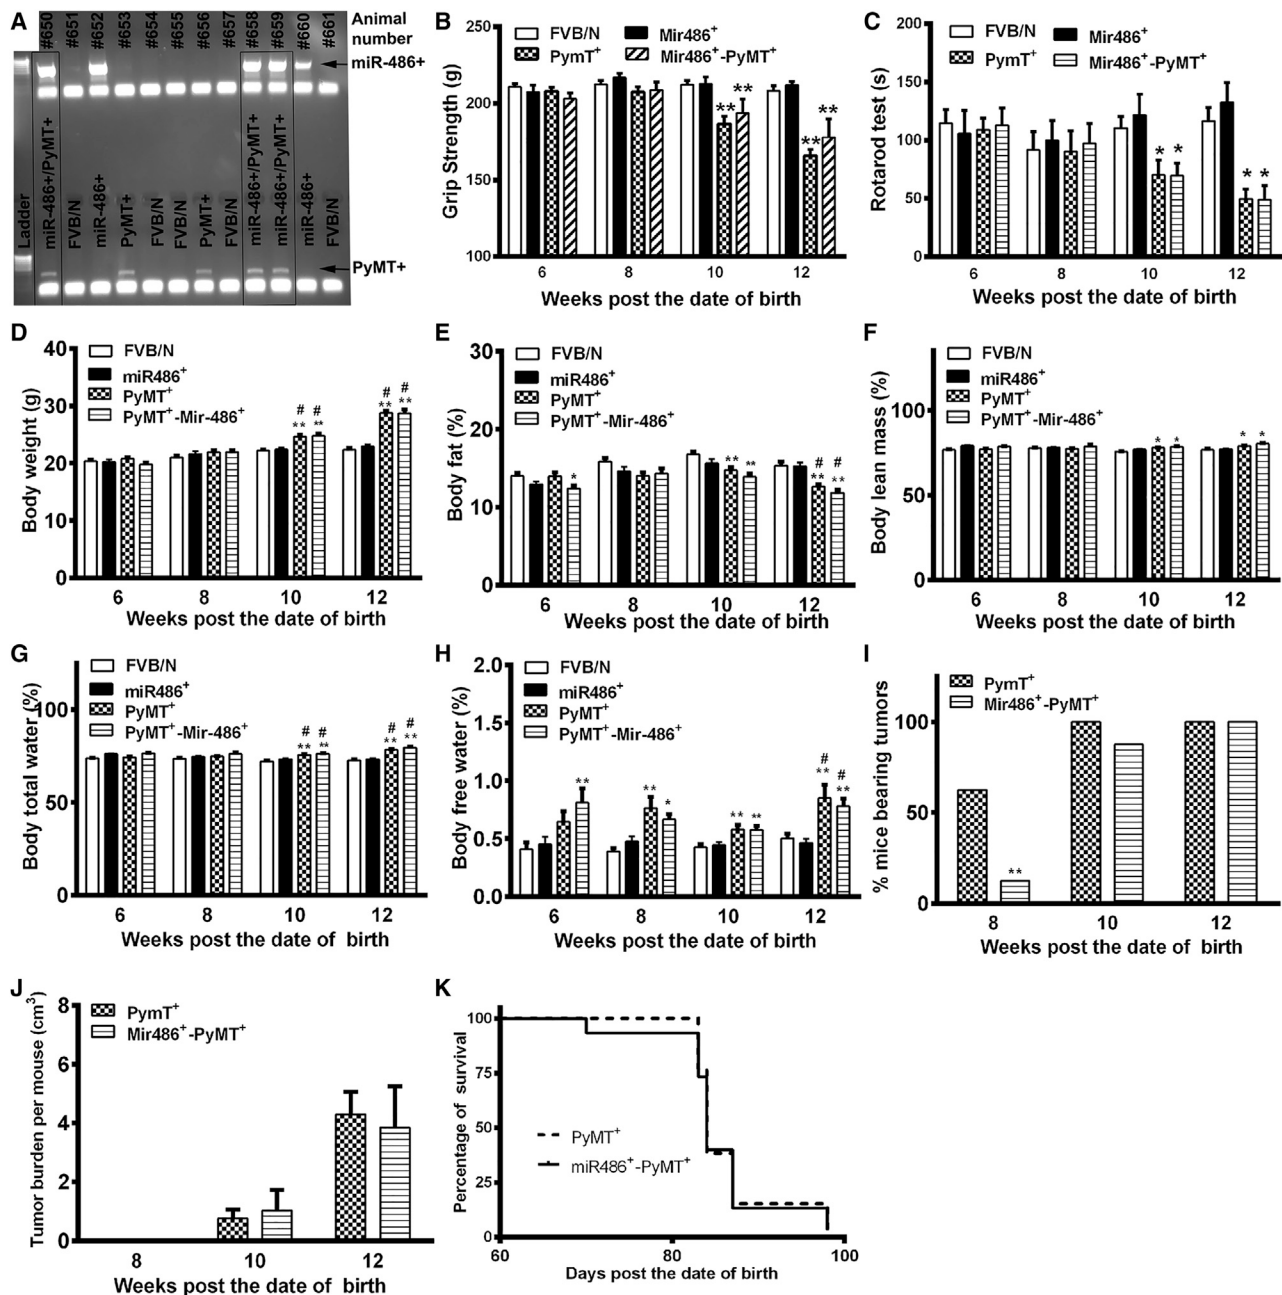 A
#650
#651
#652
#653
#654
#655
#656
#657
#658
#659
#660
#661
Animal
number
miR-486+
Ladder
miR-486+/PyMT+
FVB/N
miR-486+
PyMT+
FVB/N
FVB/N
PyMT+
FVB/N
miR-486+/PyMT+
miR-486+/PyMT+
miR-486+
FVB/N
PyMT+
B
FVB/N
Mir486+
PymT+
Mir486+-PyMT+
Grip Strength (g)
250
200
150
100
** **
** **
6 8 10 12
Weeks post the date of birth
C
FVB/N
Mir486+
PymT+
Mir486+-PyMT+
Rotarod test (s)
200
150
100
50
0
* *
* *
6 8 10 12
Weeks post the date of birth
D
FVB/N
miR486+
PyMT+
PyMT+-Mir-486+
Body weight (g)
40
30
20
10
0
# #
** **
# #
** **
6 8 10 12
Weeks post the date of birth
E
FVB/N
miR486+
PyMT+
PyMT+-Mir-486+
Body fat (%)
30
20
10
0
*
** **
# #
** **
6 8 10 12
Weeks post the date of birth
F
FVB/N
miR486+
PyMT+
PyMT+-Mir-486+
Body lean mass (%)
100
50
0
* *
* *
6 8 10 12
Weeks post the date of birth
G
FVB/N
miR486+
PyMT+
PyMT+-Mir-486+
Body total water (%)
100
50
0
# #
** **
# #
** **
6 8 10 12
Weeks post the date of birth
H
FVB/N
miR486+
PyMT+
PyMT+-Mir-486+
Body free water (%)
2.0
1.5
1.0
0.5
0.0
**
** *
** **
# #
** **
6 8 10 12
Weeks post the date of birth
I
PymT+
Mir486+-PyMT+
% mice bearing tumors
100
50
0
**
8 10 12
Weeks post the date of birth
J
PymT+
Mir486+-PyMT+
Tumor burden per mouse (cm³)
8
6
4
2
0
8 10 12
Weeks post the date of birth
K
Percentage of survival
100
75
50
25
0
PyMT+
miR486+-PyMT+
60 80 100
Days post the date of birth